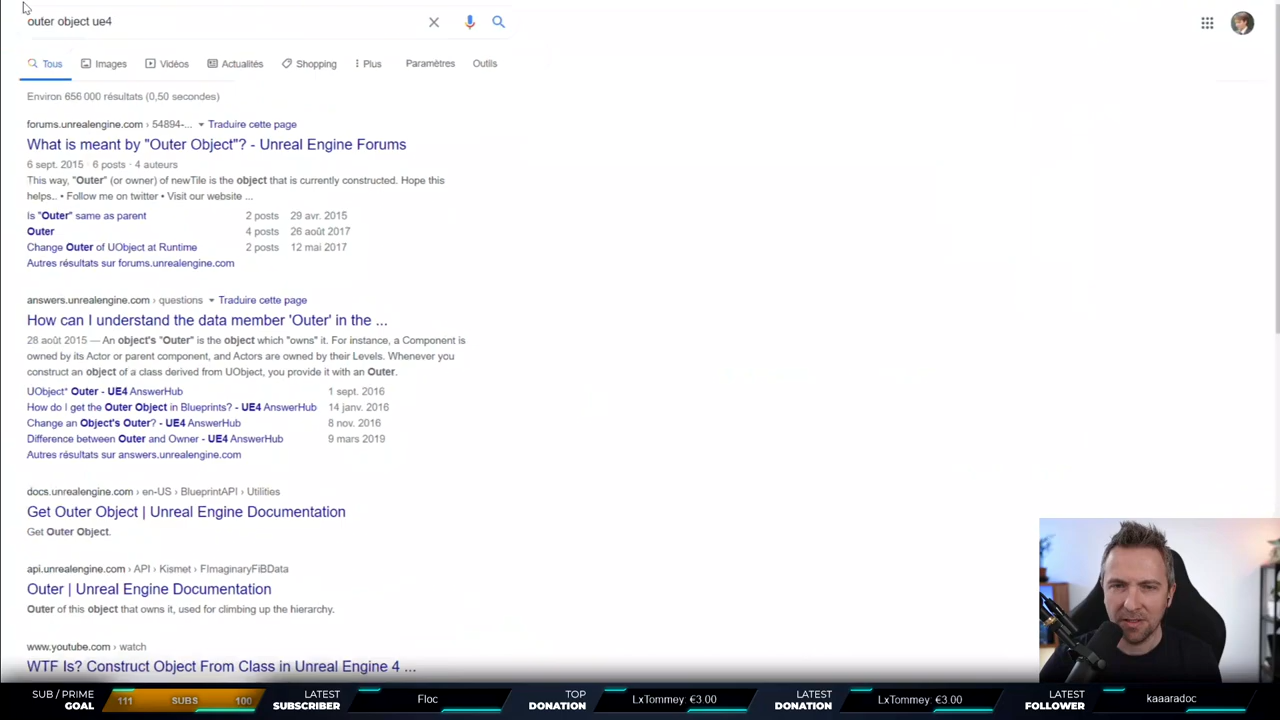 outer object ue4
Tous Images Vidéos Actualités Shopping Plus Paramètres Outils
Environ 656 000 résultats (0,50 secondes)
forums.unrealengine.com › 54894-... Traduire cette page
What is meant by "Outer Object"? - Unreal Engine Forums
6 sept. 2015 · 6 posts · 4 auteurs
This way, "Outer" (or owner) of newTile is the object that is currently constructed. Hope this
helps.. • Follow me on twitter • Visit our website ...
Is "Outer" same as parent 2 posts 29 avr. 2015
Outer 4 posts 26 août 2017
Change Outer of UObject at Runtime 2 posts 12 mai 2017
Autres résultats sur forums.unrealengine.com
answers.unrealengine.com › questions Traduire cette page
How can I understand the data member 'Outer' in the ...
28 août 2015 — An object's "Outer" is the object which "owns" it. For instance, a Component is
owned by its Actor or parent component, and Actors are owned by their Levels. Whenever you
construct an object of a class derived from UObject, you provide it with an Outer.
UObject* Outer - UE4 AnswerHub 1 sept. 2016
How do I get the Outer Object in Blueprints? - UE4 AnswerHub 14 janv. 2016
Change an Object's Outer? - UE4 AnswerHub 8 nov. 2016
Difference between Outer and Owner - UE4 AnswerHub 9 mars 2019
Autres résultats sur answers.unrealengine.com
docs.unrealengine.com › en-US › BlueprintAPI › Utilities
Get Outer Object | Unreal Engine Documentation
Get Outer Object.
api.unrealengine.com › API › Kismet › FImaginaryFiBData
Outer | Unreal Engine Documentation
Outer of this object that owns it, used for climbing up the hierarchy.
www.youtube.com › watch
WTF Is? Construct Object From Class in Unreal Engine 4 ...
SUB / PRIME GOAL 111 SUBS 100 LATEST SUBSCRIBER Floc TOP DONATION LxTommey: €3.00 LATEST DONATION LxTommey: €3.00 LATEST FOLLOWER kaaaradoc